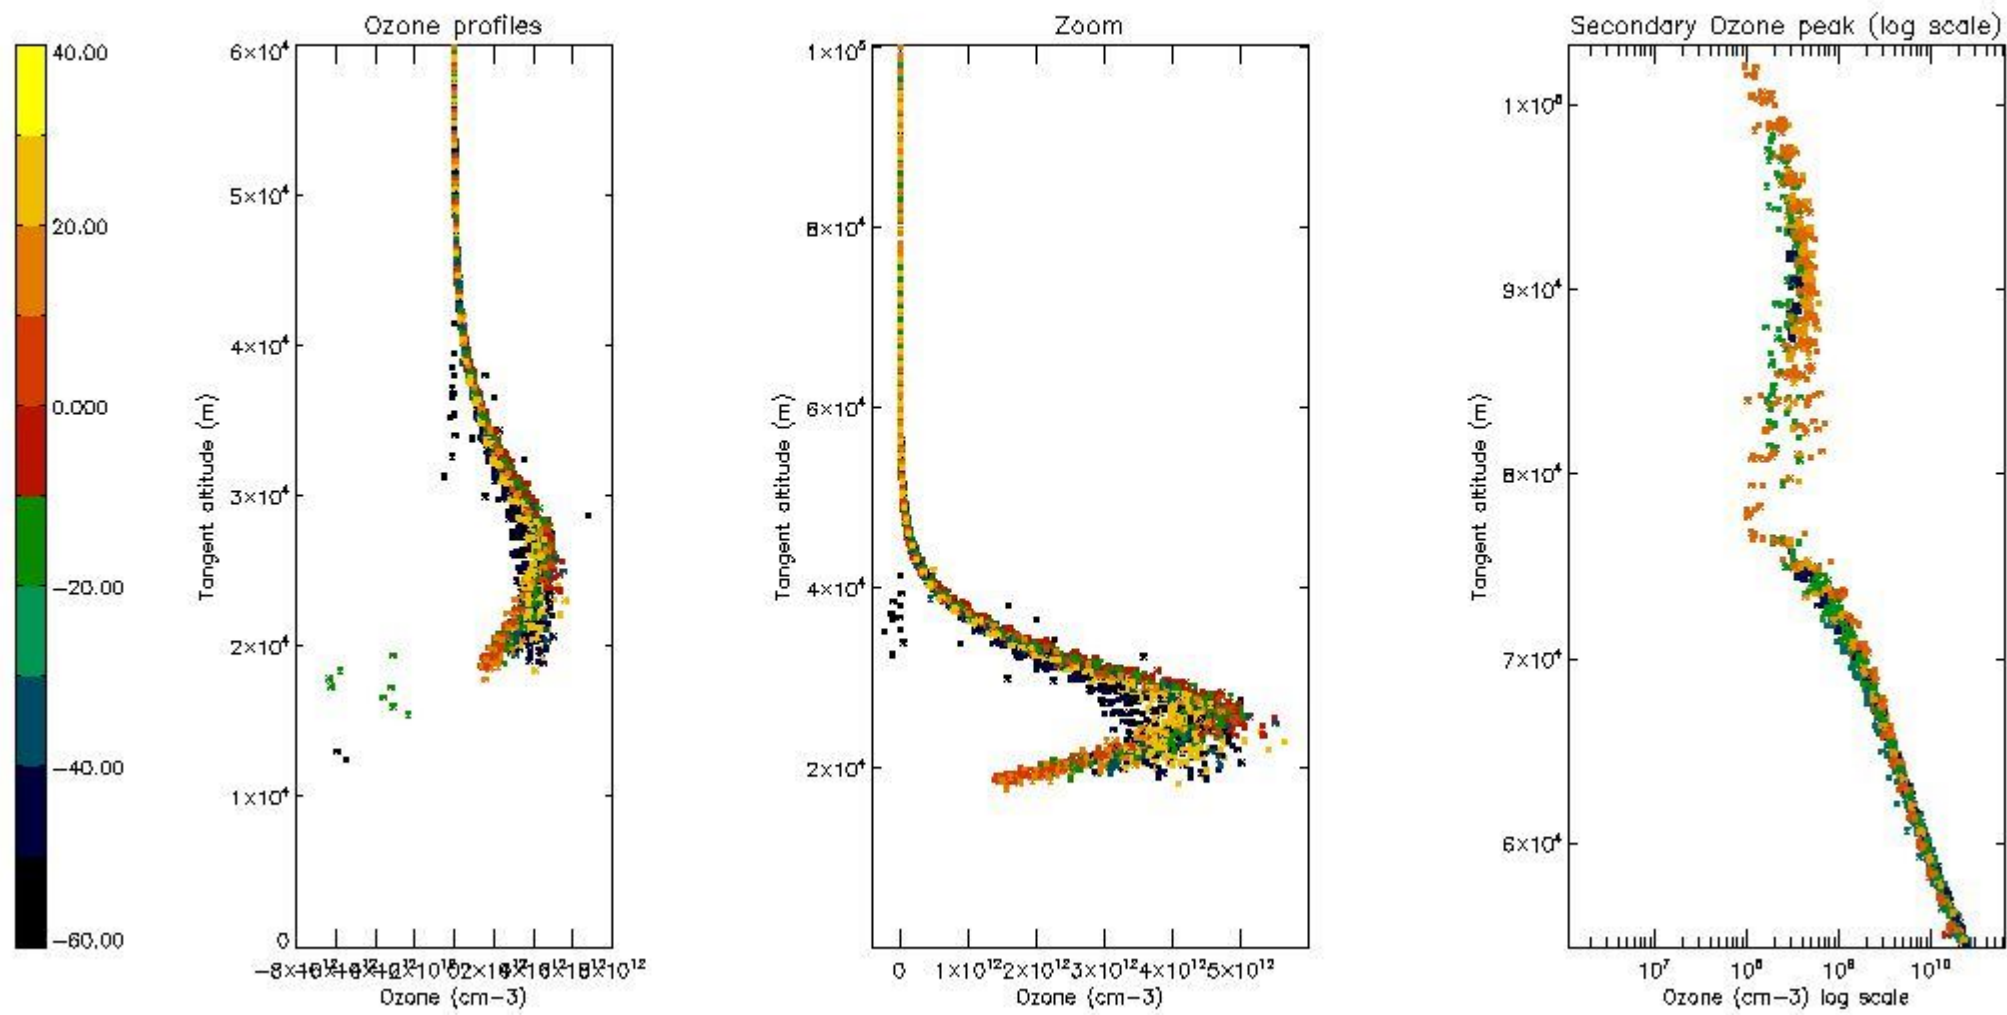 Ozone profiles
Zoom
Secondary Ozone peak (log scale)
40.00
20.00
0.000
−20.00
−40.00
−60.00
6×10⁴
5×10⁴
4×10⁴
3×10⁴
2×10⁴
1×10⁴
0
Tangent altitude (m)
Ozone (cm−3)
1×10⁵
8×10⁴
6×10⁴
4×10⁴
2×10⁴
Tangent altitude (m)
0 1×10¹² 2×10¹² 3×10¹² 4×10¹² 5×10¹²
Ozone (cm−3)
1×10⁵
9×10⁴
8×10⁴
7×10⁴
6×10⁴
Tangent altitude (m)
10⁷ 10⁸ 10⁹ 10¹⁰
Ozone (cm−3) log scale